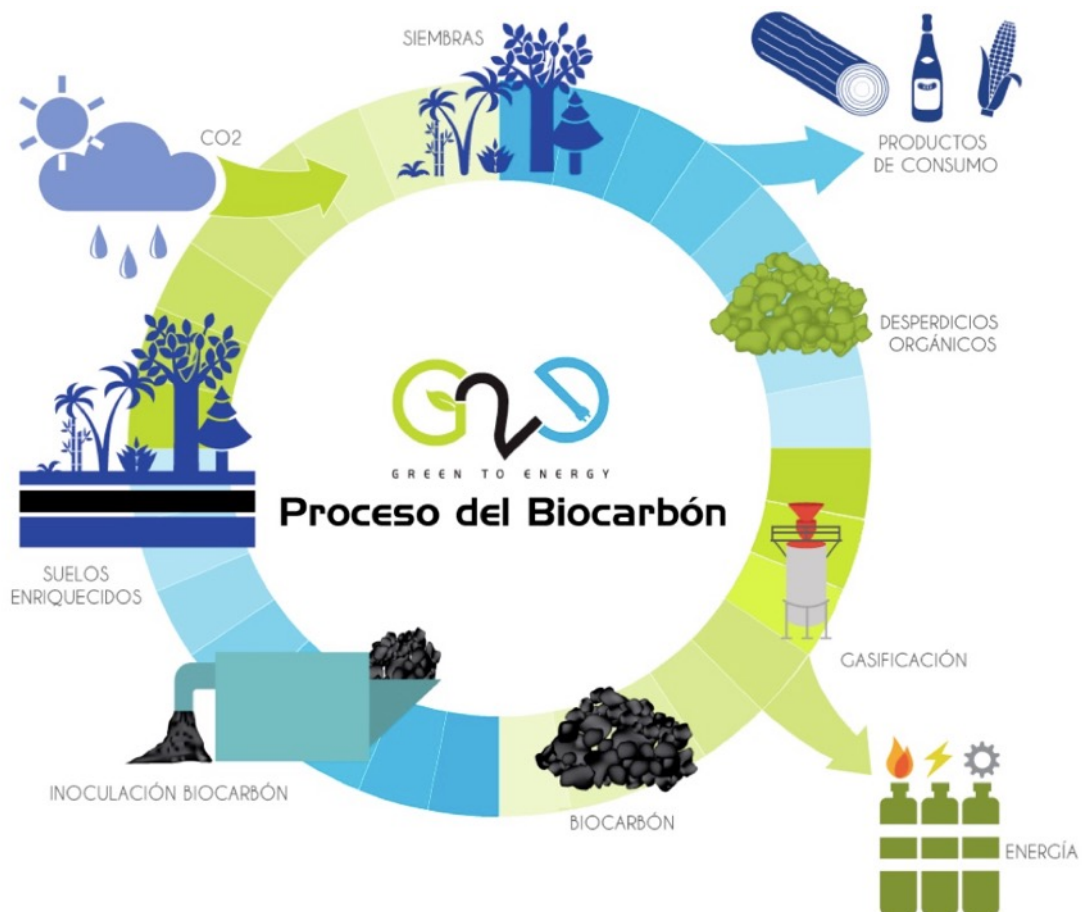 SIEMBRAS
CO2
PRODUCTOS
DE CONSUMO
DESPERDICIOS
ORGÁNICOS
G2E
GREEN TO ENERGY
Proceso del Biocarbón
SUELOS
ENRIQUECIDOS
GASIFICACIÓN
INOCULACIÓN BIOCARBÓN
BIOCARBÓN
ENERGÍA